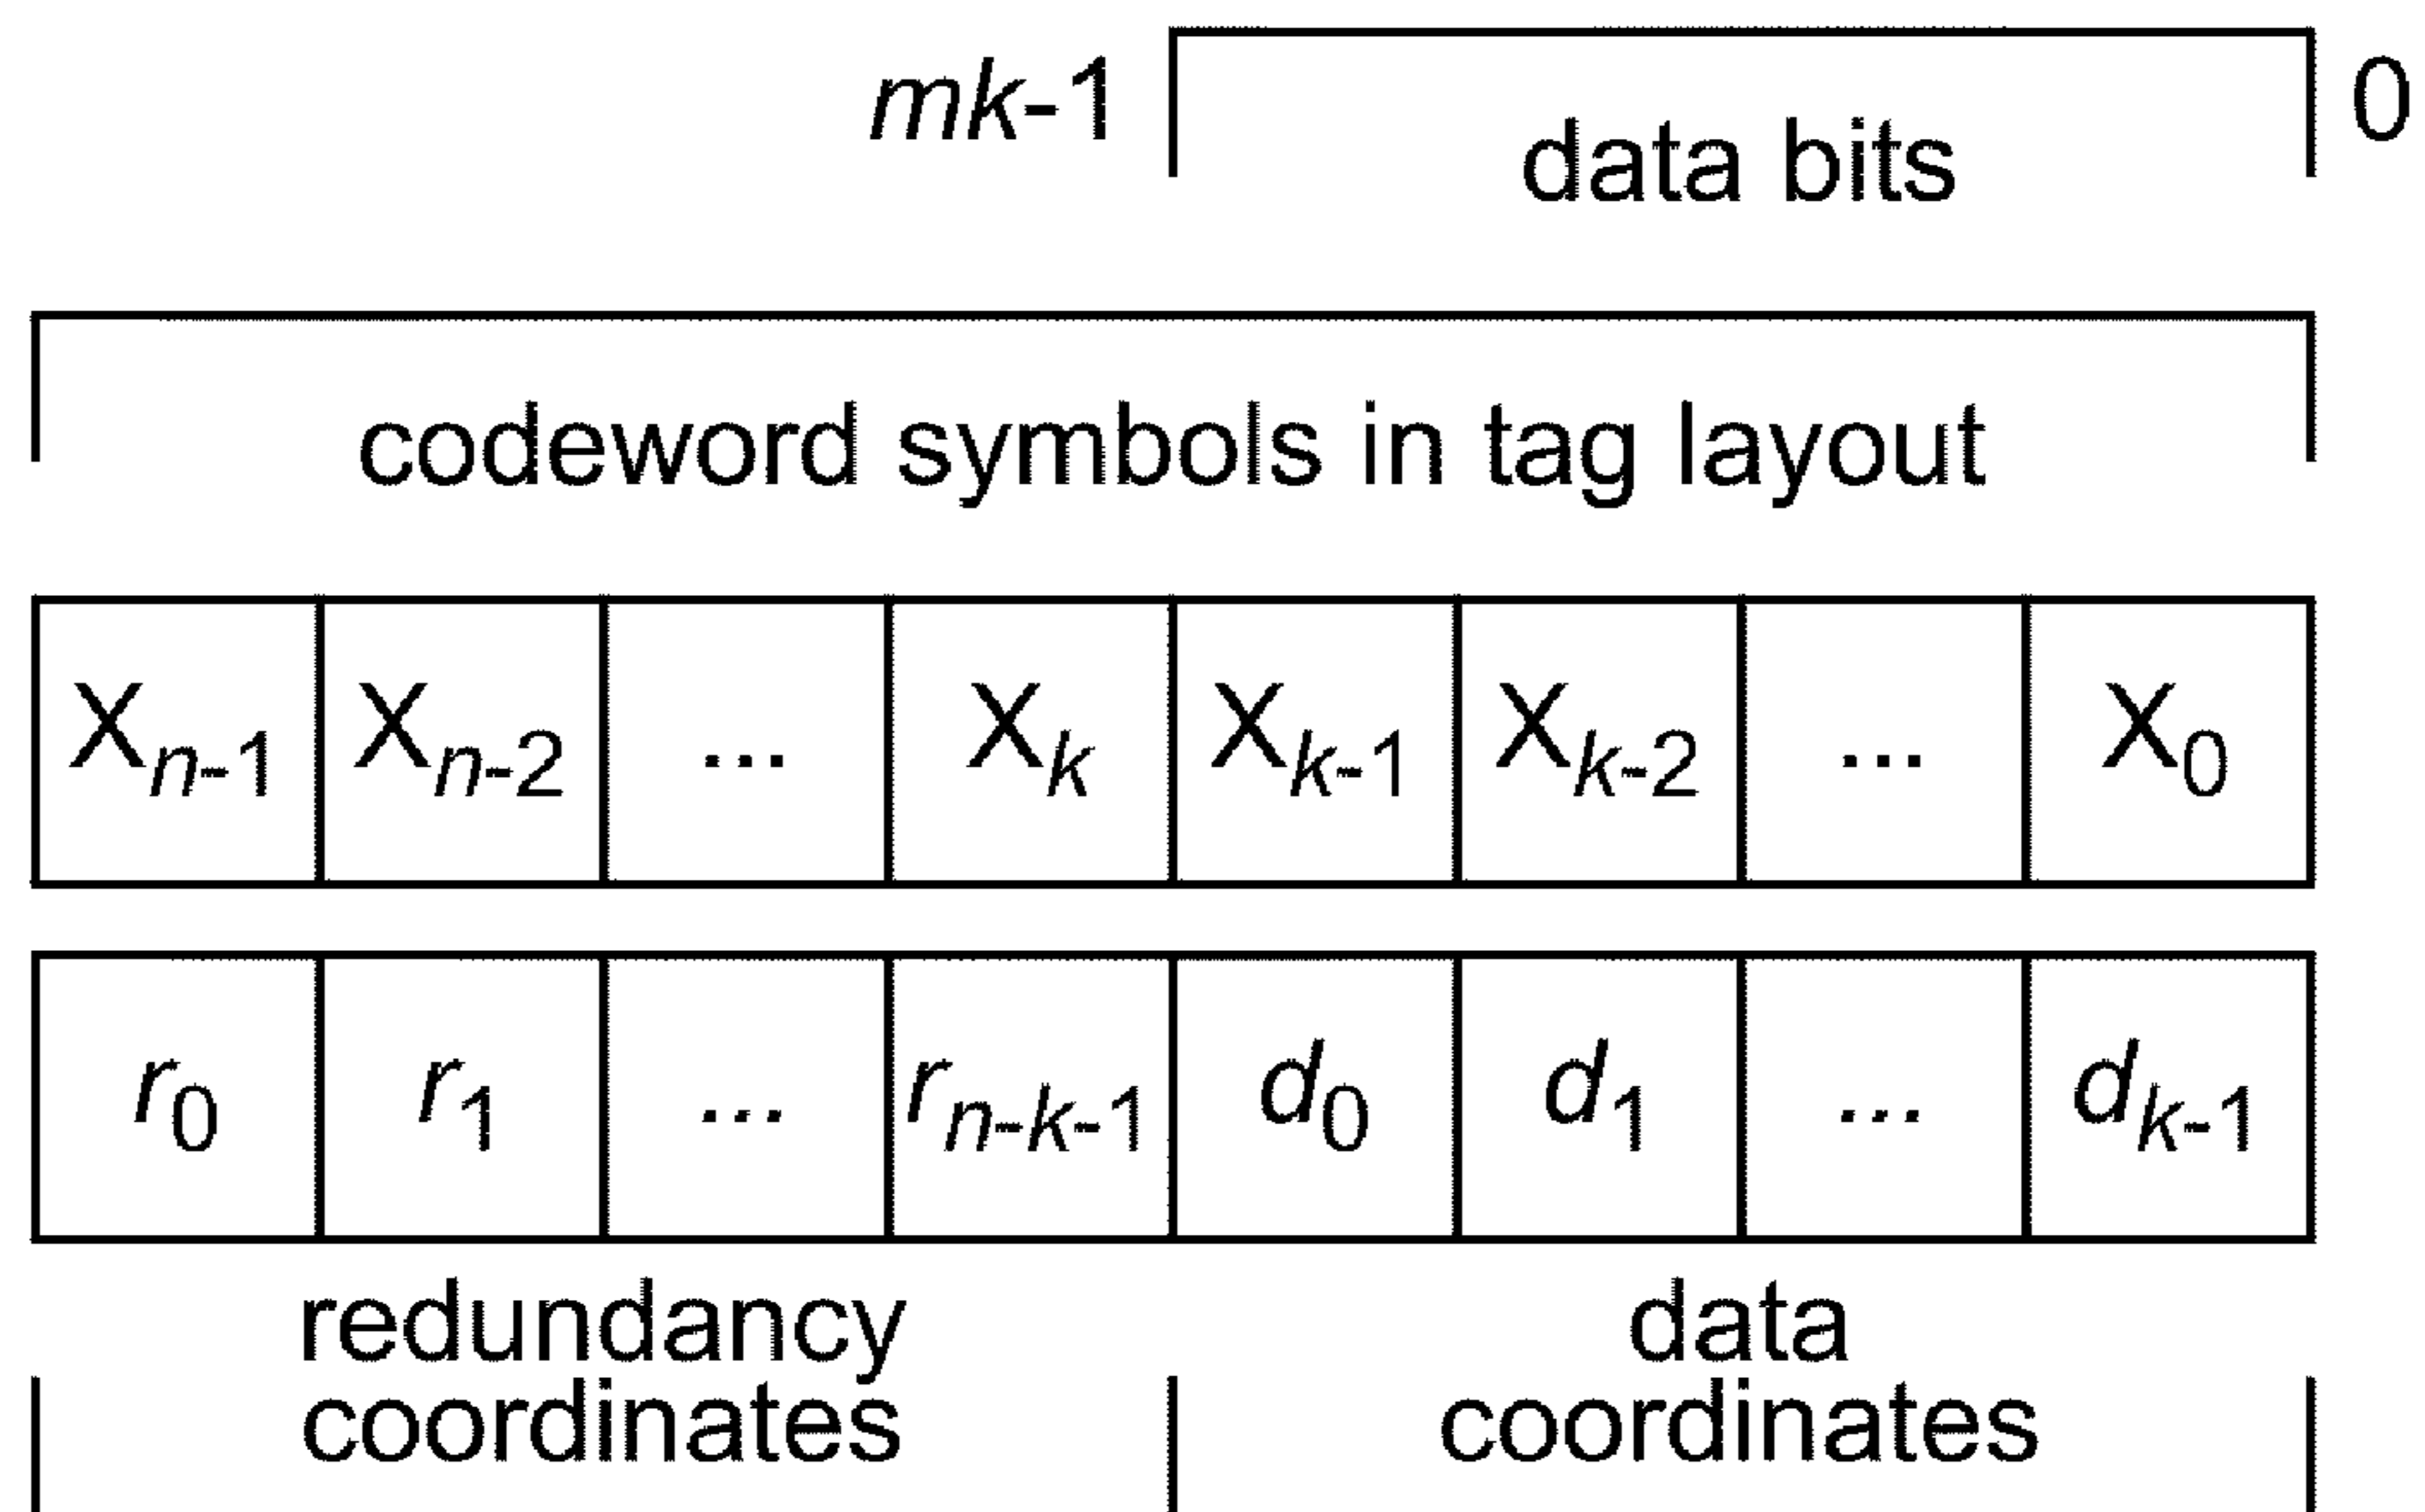 mk-1 data bits 0
codeword symbols in tag layout
Xn-1 Xn-2 ... Xk Xk-1 Xk-2 ... X0
r0 r1 ... rn-k-1 d0 d1 ... dk-1
redundancy data
coordinates coordinates